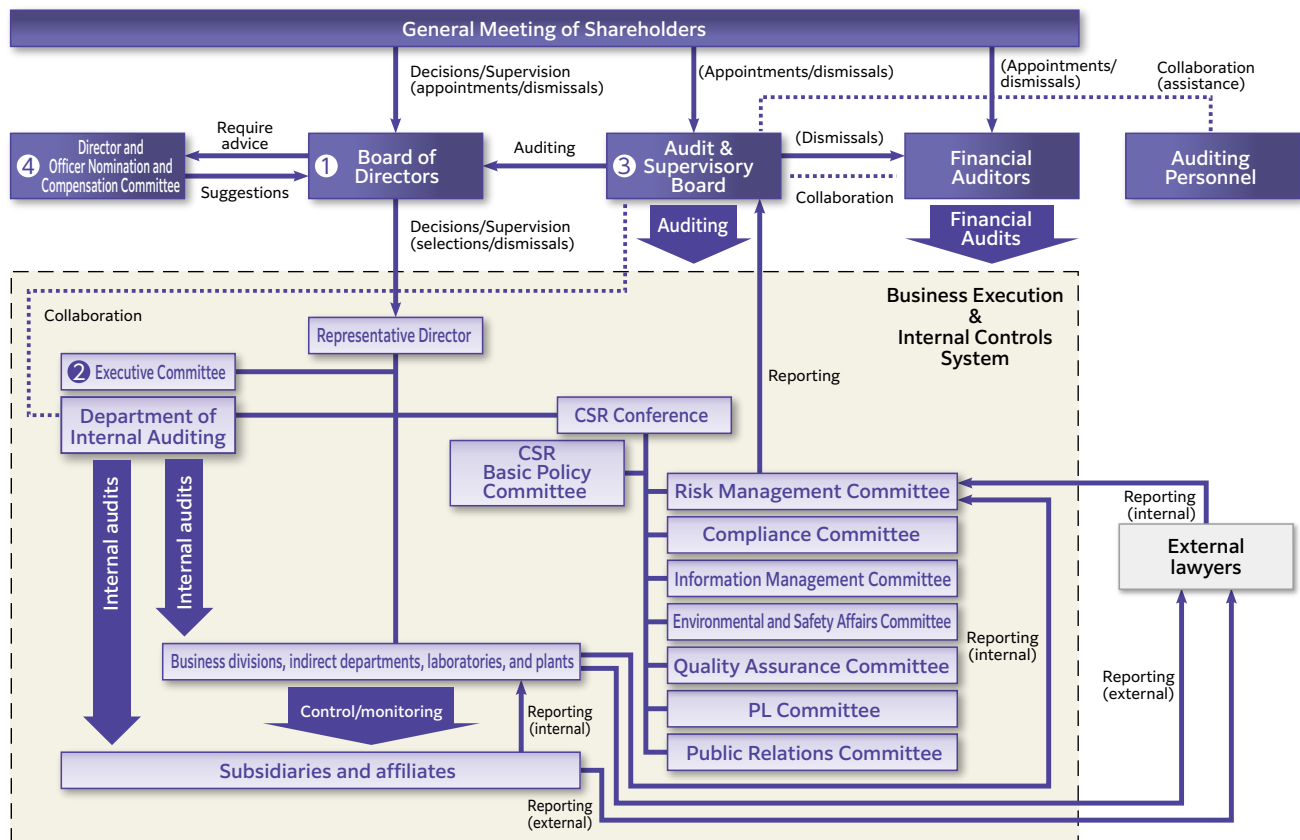 General Meeting of Shareholders
Decisions/Supervision
(appointments/dismissals)
(Appointments/dismissals)
(Appointments/
dismissals)
Collaboration
(assistance)
4
Director and
Officer Nomination and
Compensation Committee
Require
advice
Suggestions
1
Board of
Directors
Auditing
3
Audit &
Supervisory
Board
(Dismissals)
Collaboration
Financial
Auditors
Auditing
Personnel
Decisions/Supervision
(selections/dismissals)
Auditing
Financial
Audits
Business Execution
&
Internal Controls
System
Collaboration
Representative Director
2 Executive Committee
Reporting
Department of
Internal Auditing
CSR Conference
CSR
Basic Policy
Committee
Internal audits
Internal audits
Risk Management Committee
Compliance Committee
Information Management Committee
Environmental and Safety Affairs Committee
Quality Assurance Committee
PL Committee
Public Relations Committee
Reporting
(internal)
External
lawyers
Reporting
(internal)
Reporting
(external)
Business divisions, indirect departments, laboratories, and plants
Control/monitoring
Reporting
(internal)
Subsidiaries and affiliates
Reporting
(external)